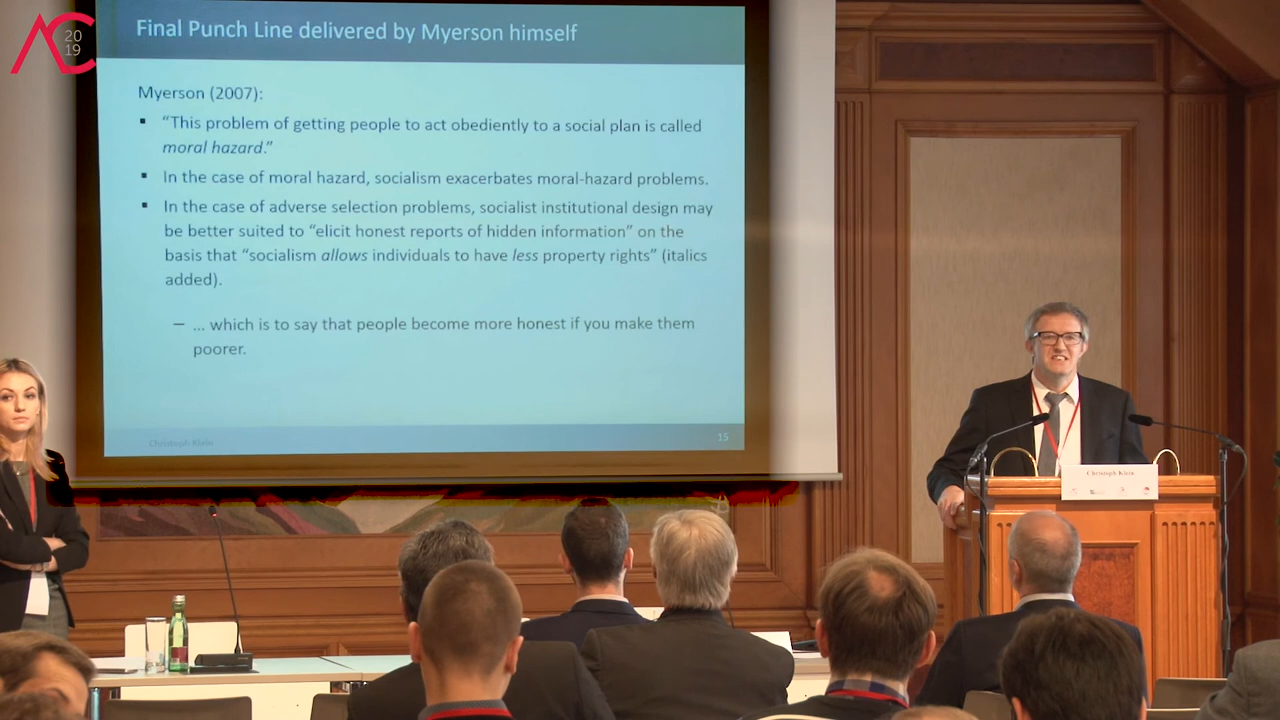 AC
20
19
Final Punch Line delivered by Myerson himself
Myerson (2007):
▪ “This problem of getting people to act obediently to a social plan is called
moral hazard.”
▪ In the case of moral hazard, socialism exacerbates moral-hazard problems.
▪ In the case of adverse selection problems, socialist institutional design may
be better suited to “elicit honest reports of hidden information” on the
basis that “socialism allows individuals to have less property rights” (italics
added).
– ... which is to say that people become more honest if you make them
poorer.
Christoph Klein
15
Christoph Klein